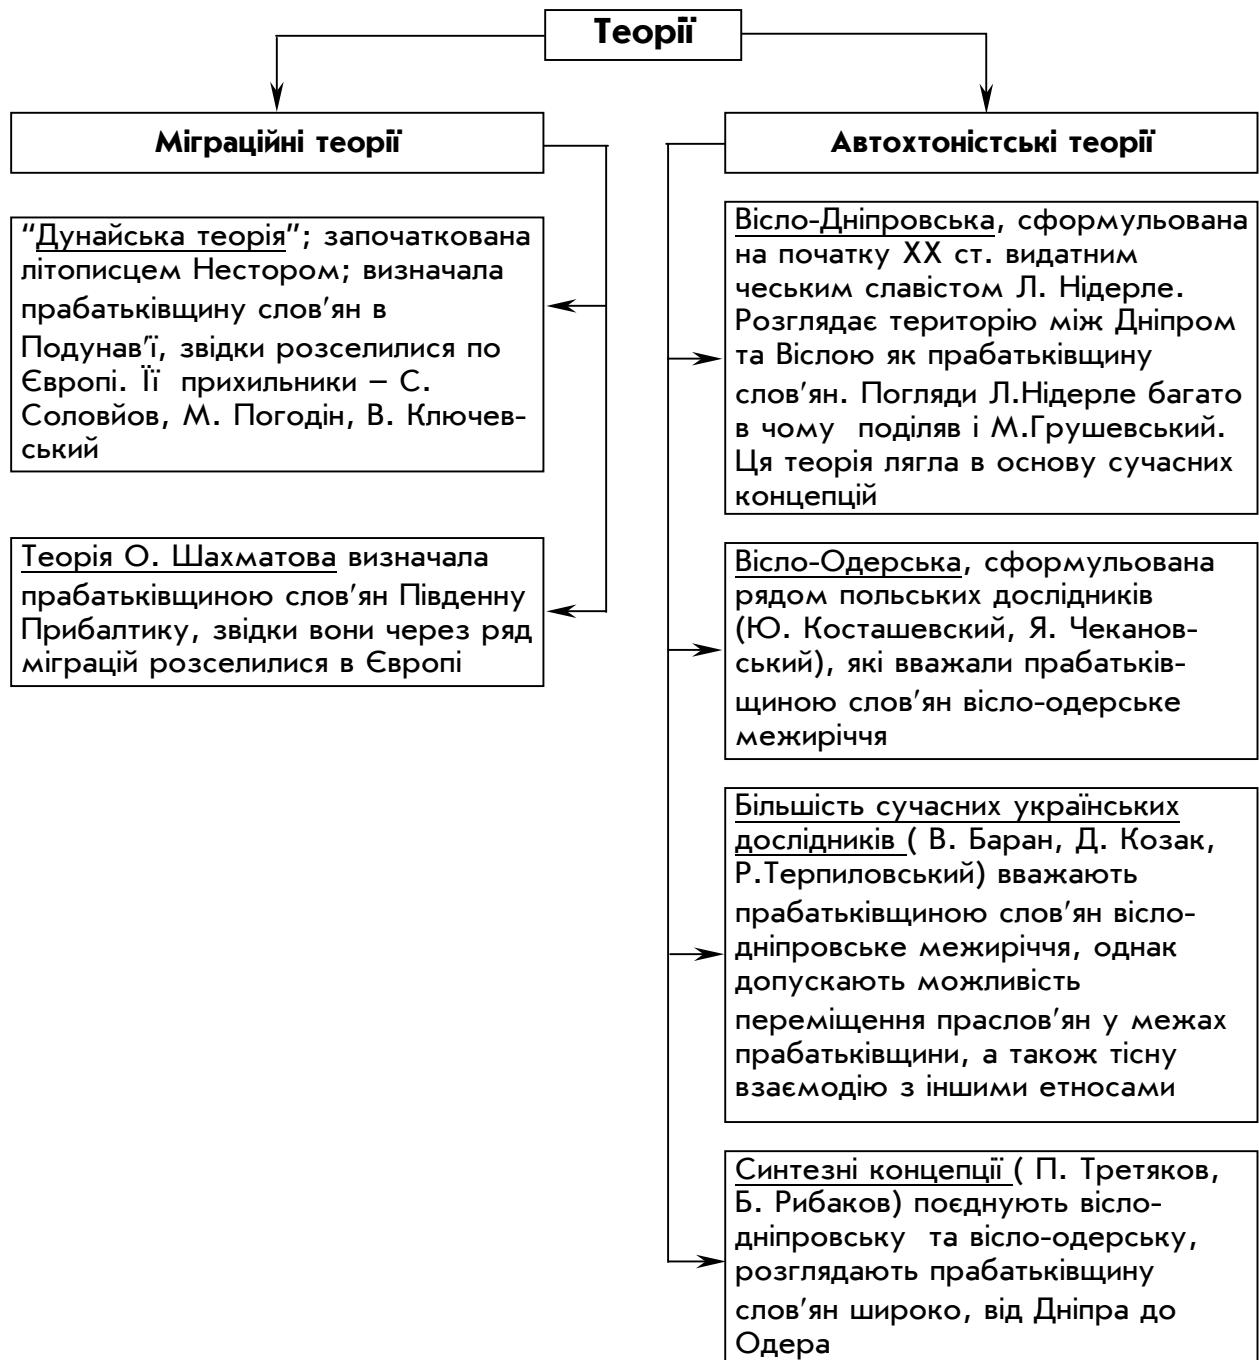 Теорії
Міграційні теорії
“Дунайська теорія”; започаткована
літописцем Нестором; визначала
прабатьківщину слов'ян в
Подунав'ї, звідки розселилися по
Європі. Її прихильники – С.
Соловйов, М. Погодін, В. Ключев-
ський
Теорія О. Шахматова визначала
прабатьківщиною слов'ян Південну
Прибалтику, звідки вони через ряд
міграцій розселилися в Європі
Автохтоністські теорії
Вісло-Дніпровська, сформульована
на початку ХХ ст. видатним
чеським славістом Л. Нідерле.
Розглядає територію між Дніпром
та Віслою як прабатьківщину
слов'ян. Погляди Л.Нідерле багато
в чому поділяв і М.Грушевський.
Ця теорія лягла в основу сучасних
концепцій
Вісло-Одерська, сформульована
рядом польських дослідників
(Ю. Косташевский, Я. Чеканов-
ський), які вважали прабатьків-
щиною слов'ян вісло-одерське
межиріччя
Більшість сучасних українських
дослідників ( В. Баран, Д. Козак,
Р.Терпиловський) вважають
прабатьківщиною слов'ян вісло-
дніпровське межиріччя, однак
допускають можливість
переміщення праслов'ян у межах
прабатьківщини, а також тісну
взаємодію з іншими етносами
Синтезні концепції ( П. Третяков,
Б. Рибаков) поєднують вісло-
дніпровську та вісло-одерську,
розглядають прабатьківщину
слов'ян широко, від Дніпра до
Одера